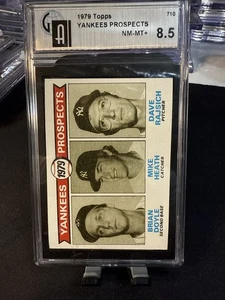 1979 Topps
710
YANKEES PROSPECTS
NM-MT+
8.5
GAI
YANKEES 1979 PROSPECTS
DAVE
RAJSICH
PITCHER
MIKE
HEATH
CATCHER
BRIAN
DOYLE
SECOND BASE